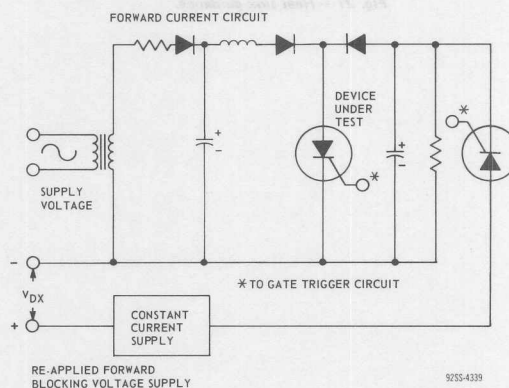 FORWARD CURRENT CIRCUIT
+
-
DEVICE
UNDER
TEST
*
+
-
*
SUPPLY
VOLTAGE
-
VDX
+
* TO GATE TRIGGER CIRCUIT
CONSTANT
CURRENT
SUPPLY
RE-APPLIED FORWARD
BLOCKING VOLTAGE SUPPLY
92SS-4339